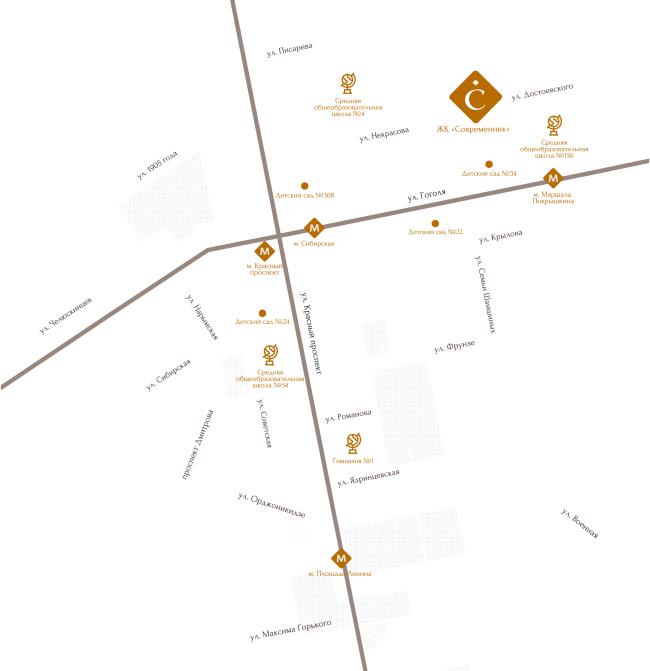 ул. Писарева
Средняя
общеобразовательная
школа №4
С
ул. Достоевского
ЖК «Современник»
ул. Некрасова
Средняя
общеобразовательная
школа №156
ул. 1905 года
Детский сад №34
М
м. Маршала
Покрышкина
Детский сад №368
ул. Гоголя
М
м. Сибирская
Детский сад №22
ул. Крылова
М
м. Красный
проспект
ул. Семьи Шамшиных
ул. Челюскинцев
ул. Нарымская
ул. Красный проспект
Детский сад №24
ул. Фрунзе
ул. Сибирская
Средняя
общеобразовательная
школа №54
ул. Советская
ул. Романова
проспект Димитрова
Гимназия №1
ул. Ядринцевская
ул. Орджоникидзе
ул. Военная
М
м. Площадь Ленина
ул. Максима Горького